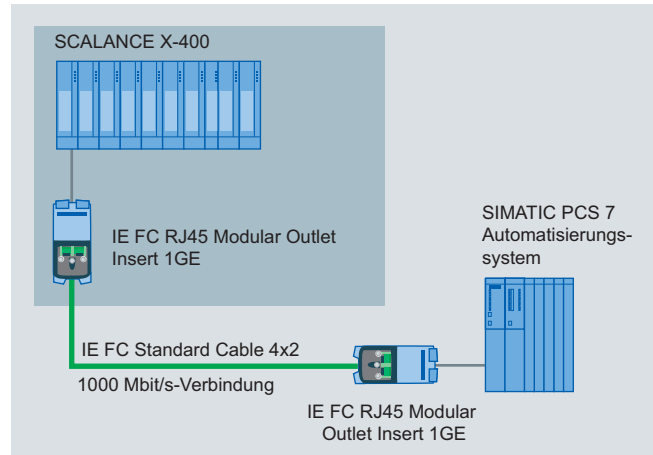 SCALANCE X-400
IE FC RJ45 Modular Outlet
Insert 1GE
SIMATIC PCS 7
Automatisierungs-
system
IE FC Standard Cable 4x2
1000 Mbit/s-Verbindung
IE FC RJ45 Modular
Outlet Insert 1GE